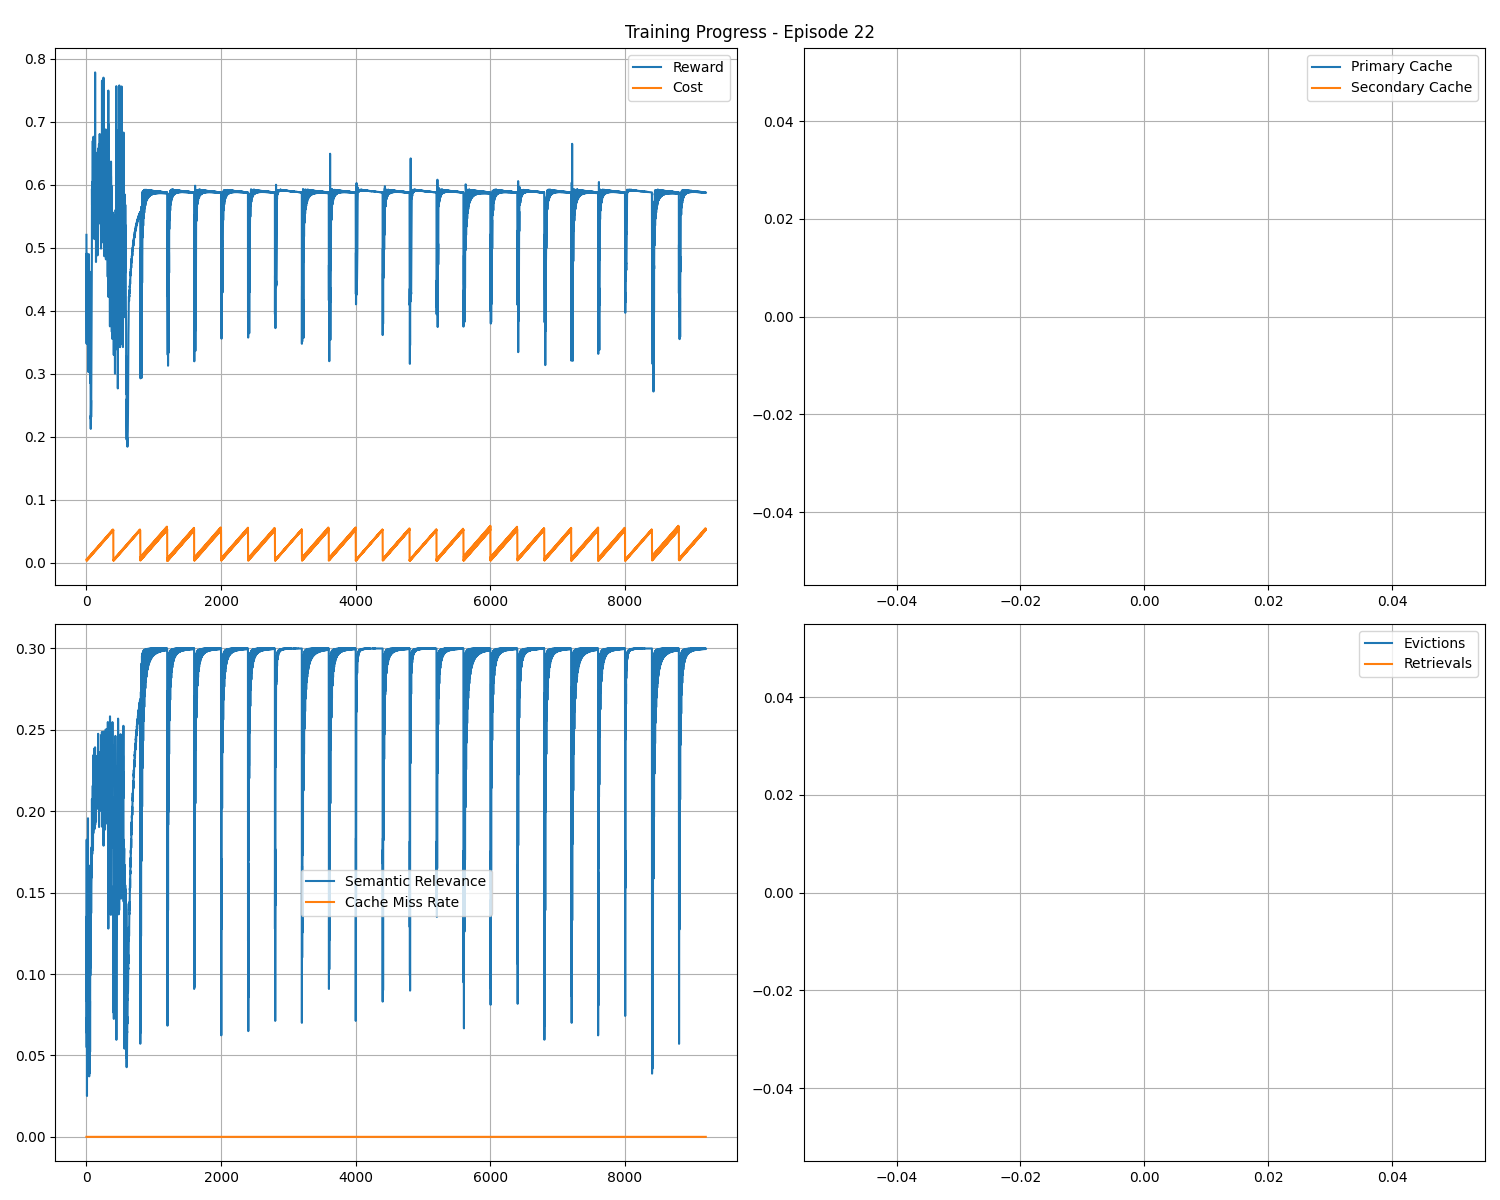 Training Progress - Episode 22
0.8
0.7
0.6
0.5
0.4
0.3
0.2
0.1
0.0
0 2000 4000 6000 8000
Reward
Cost
0.04
0.02
0.00
−0.02
−0.04
−0.04 −0.02 0.00 0.02 0.04
Primary Cache
Secondary Cache
0.30
0.25
0.20
0.15
0.10
0.05
0.00
0 2000 4000 6000 8000
Semantic Relevance
Cache Miss Rate
0.04
0.02
0.00
−0.02
−0.04
−0.04 −0.02 0.00 0.02 0.04
Evictions
Retrievals